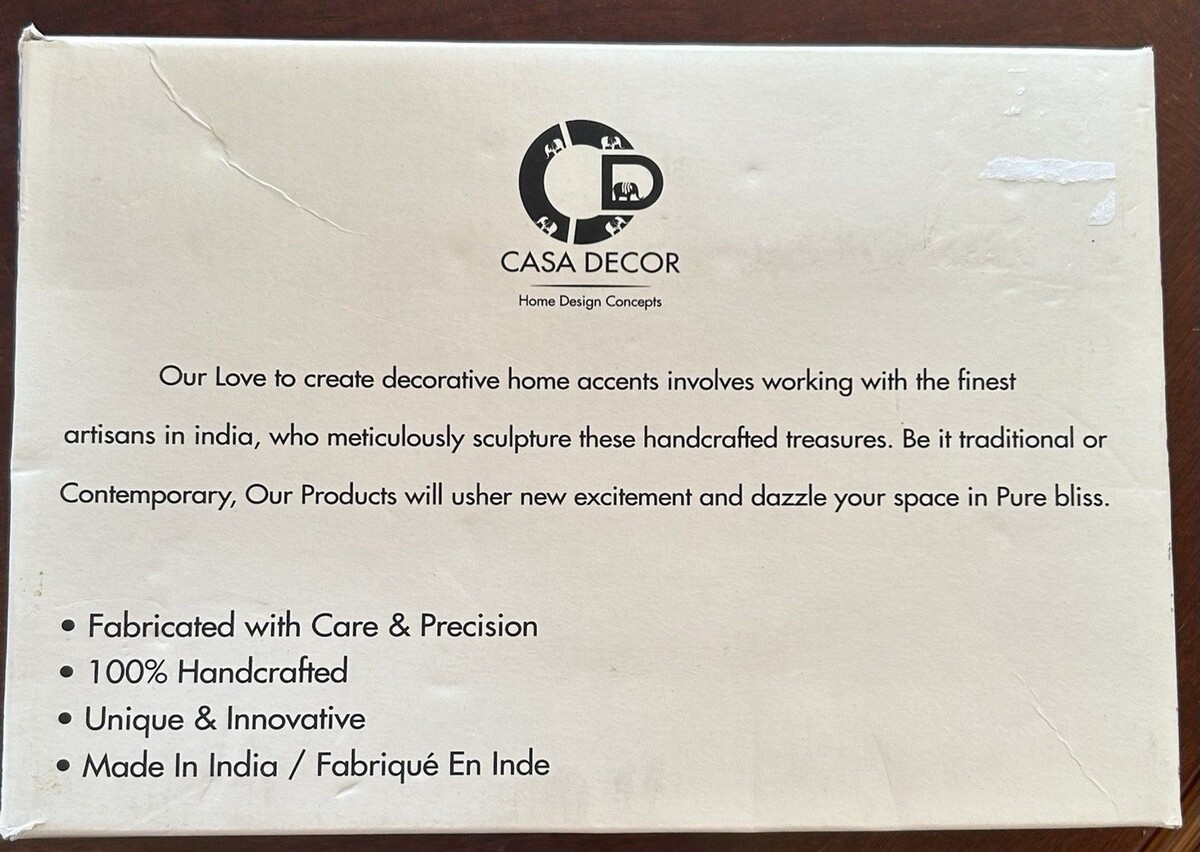 CD
CASA DECOR
Home Design Concepts
Our Love to create decorative home accents involves working with the finest
artisans in india, who meticulously sculpture these handcrafted treasures. Be it traditional or
Contemporary, Our Products will usher new excitement and dazzle your space in Pure bliss.
• Fabricated with Care & Precision
• 100% Handcrafted
• Unique & Innovative
• Made In India / Fabriqué En Inde